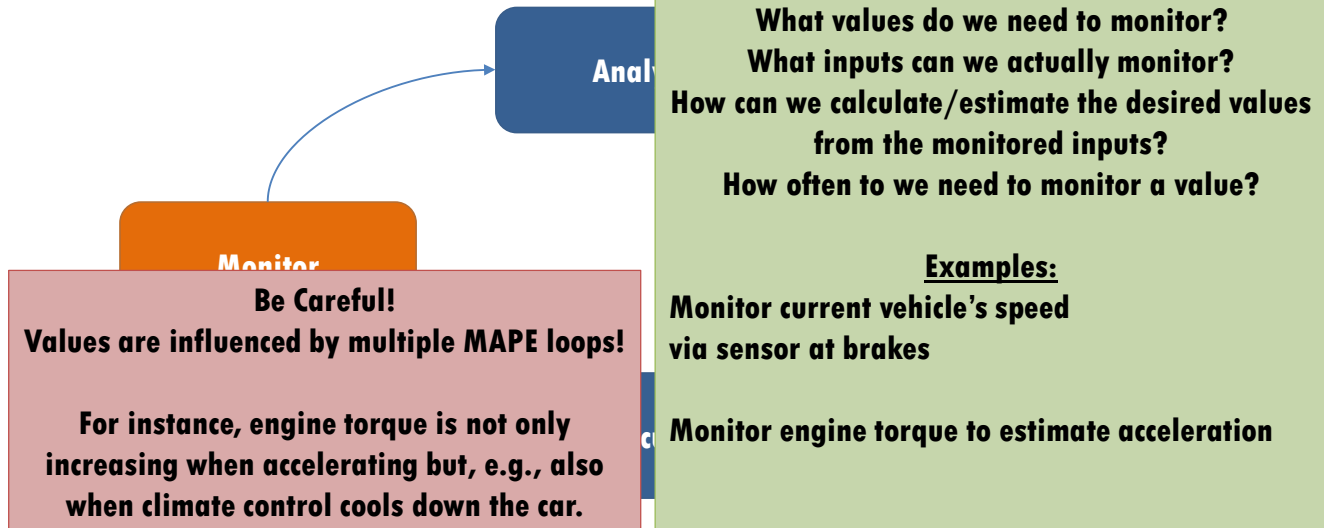 What values do we need to monitor?
What inputs can we actually monitor?
How can we calculate/estimate the desired values
from the monitored inputs?
How often to we need to monitor a value?
Examples:
Monitor current vehicle's speed
via sensor at brakes
Monitor engine torque to estimate acceleration
Anal
Monitor
Be Careful!
Values are influenced by multiple MAPE loops!
For instance, engine torque is not only
increasing when accelerating but, e.g., also
when climate control cools down the car.